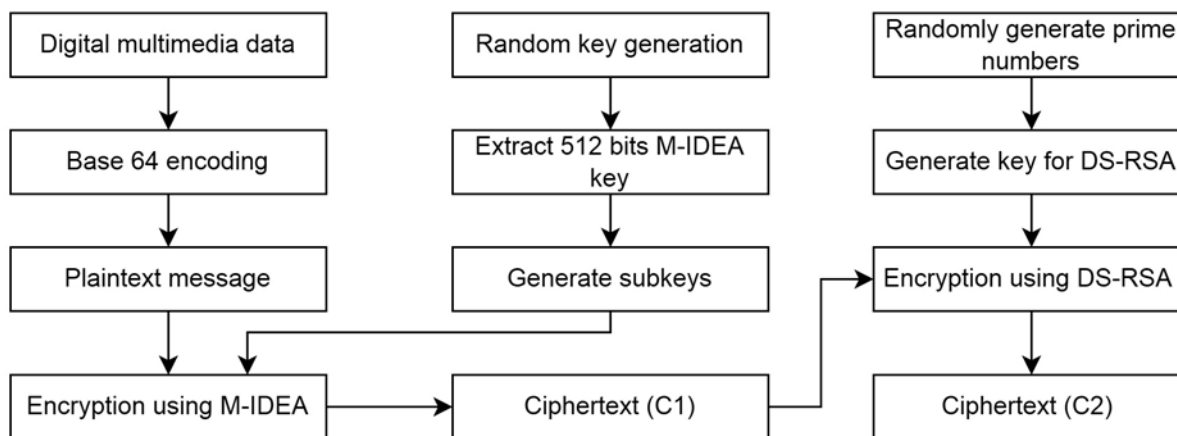 Digital multimedia data
Random key generation
Randomly generate prime
numbers
Base 64 encoding
Extract 512 bits M-IDEA
key
Generate key for DS-RSA
Plaintext message
Generate subkeys
Encryption using DS-RSA
Encryption using M-IDEA
Ciphertext (C1)
Ciphertext (C2)